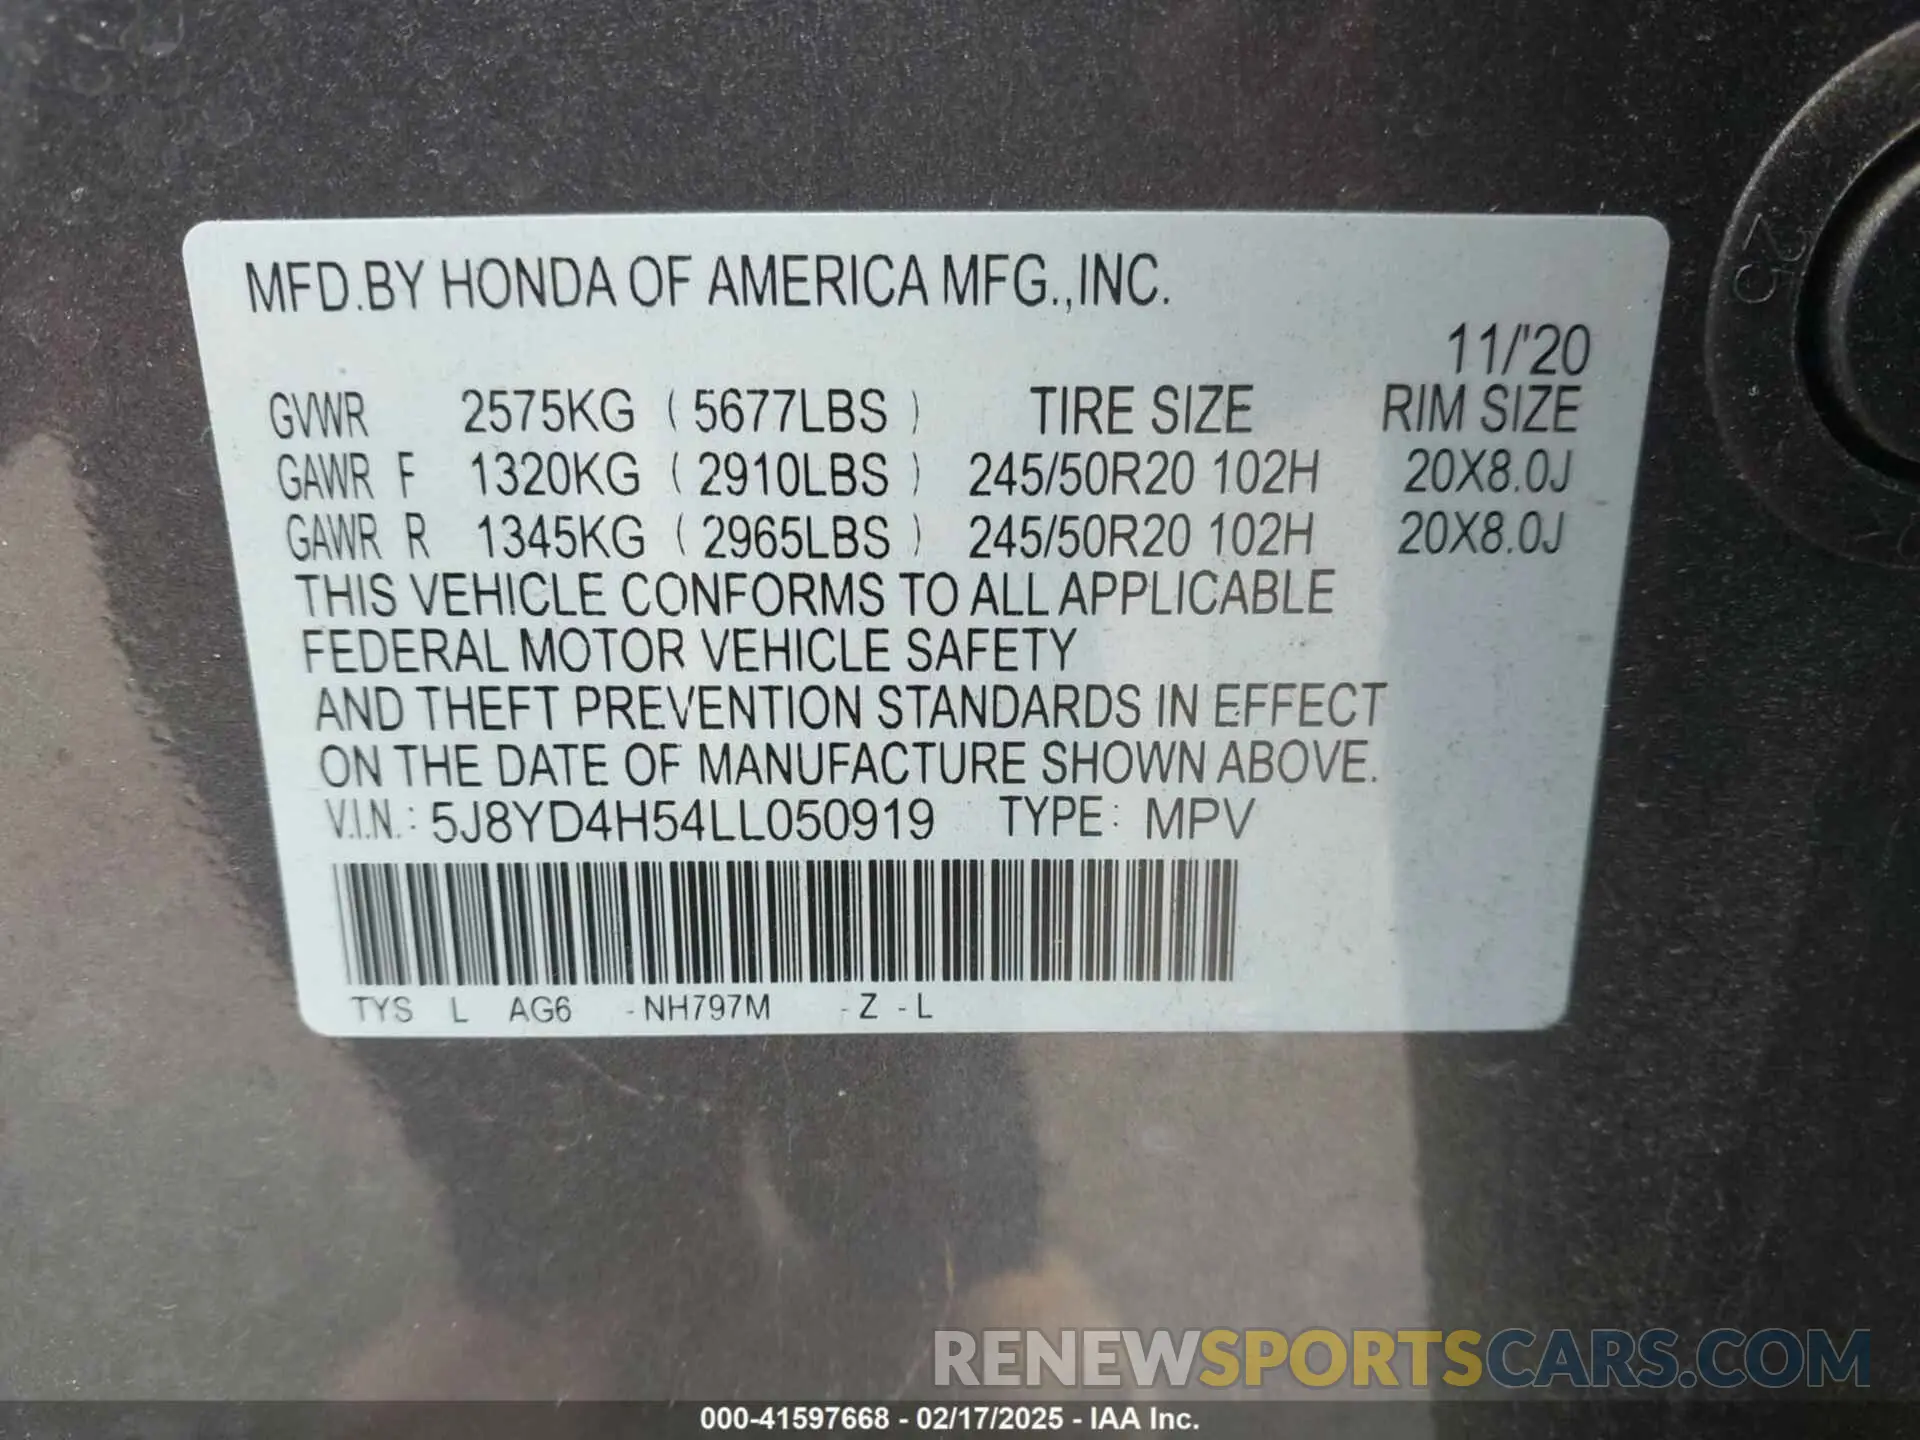 MFD.BY HONDA OF AMERICA MFG.,INC.
11/'20
GVWR 2575KG ( 5677LBS ) TIRE SIZE RIM SIZE
GAWR F 1320KG ( 2910LBS ) 245/50R20 102H 20X8.0J
GAWR R 1345KG ( 2965LBS ) 245/50R20 102H 20X8.0J
THIS VEHICLE CONFORMS TO ALL APPLICABLE
FEDERAL MOTOR VEHICLE SAFETY
AND THEFT PREVENTION STANDARDS IN EFFECT
ON THE DATE OF MANUFACTURE SHOWN ABOVE.
V.I.N.: 5J8YD4H54LL050919 TYPE: MPV
TYS L AG6 - NH797M - Z - L
RENEWSPORTSCARS.COM
000-41597668 - 02/17/2025 - IAA Inc.